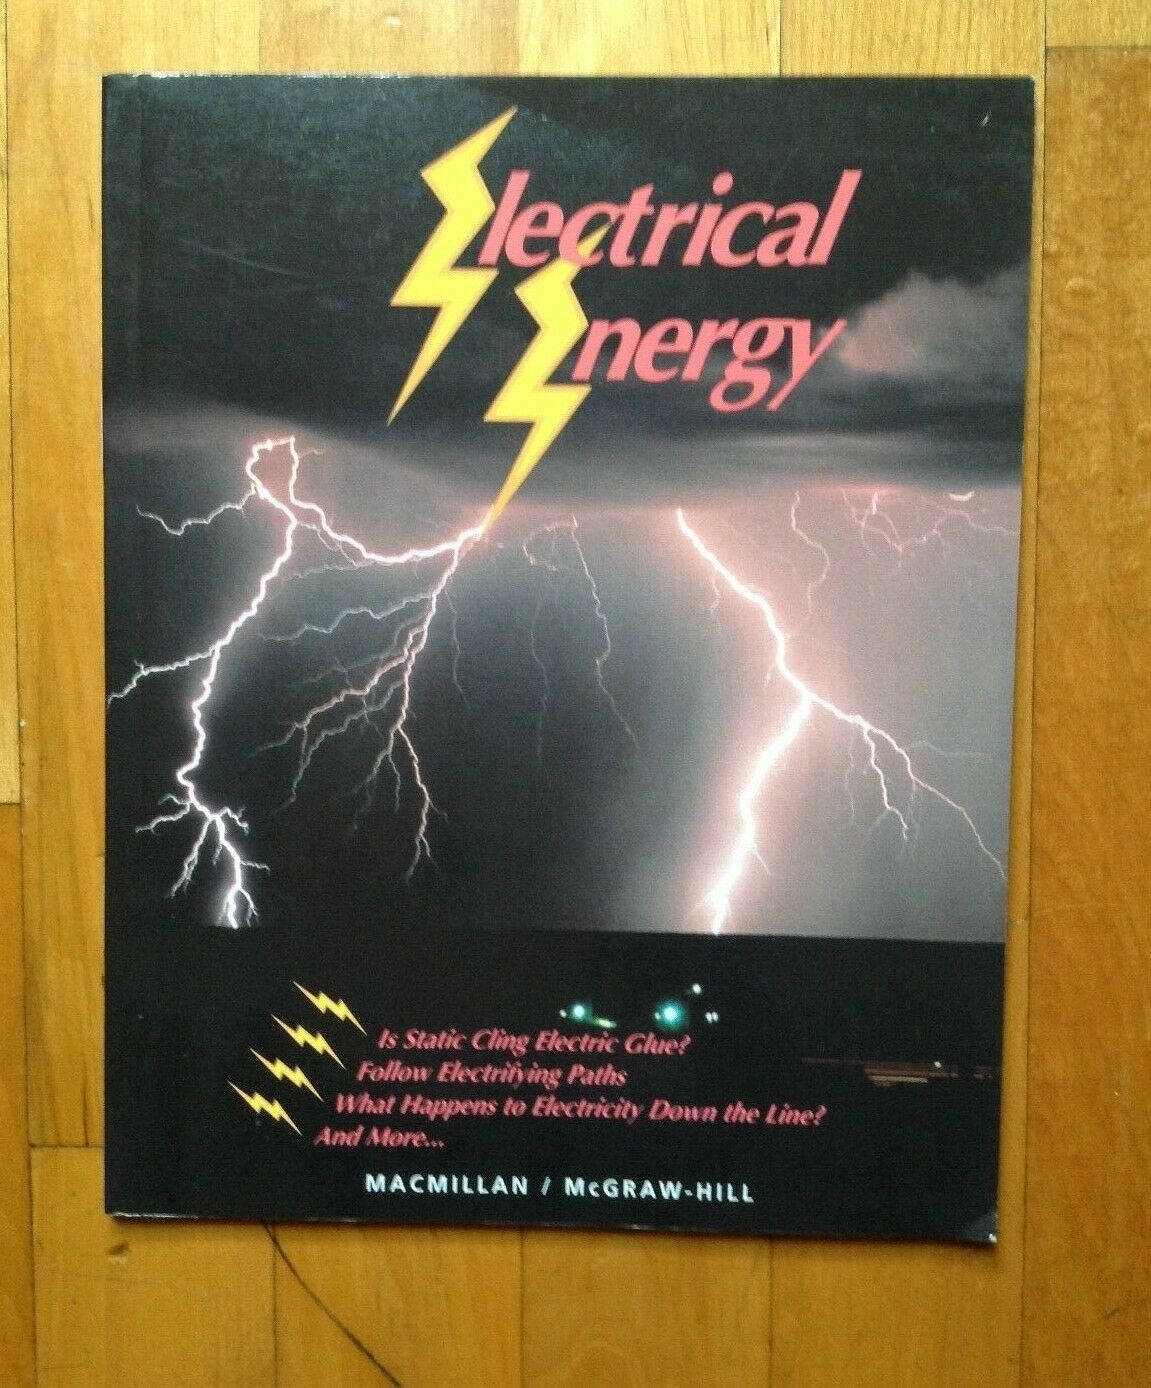 Electrical
Energy
Is Static Cling Electric Glue?
Follow Electrifying Paths
What Happens to Electricity Down the Line?
And More...
MACMILLAN / McGRAW-HILL